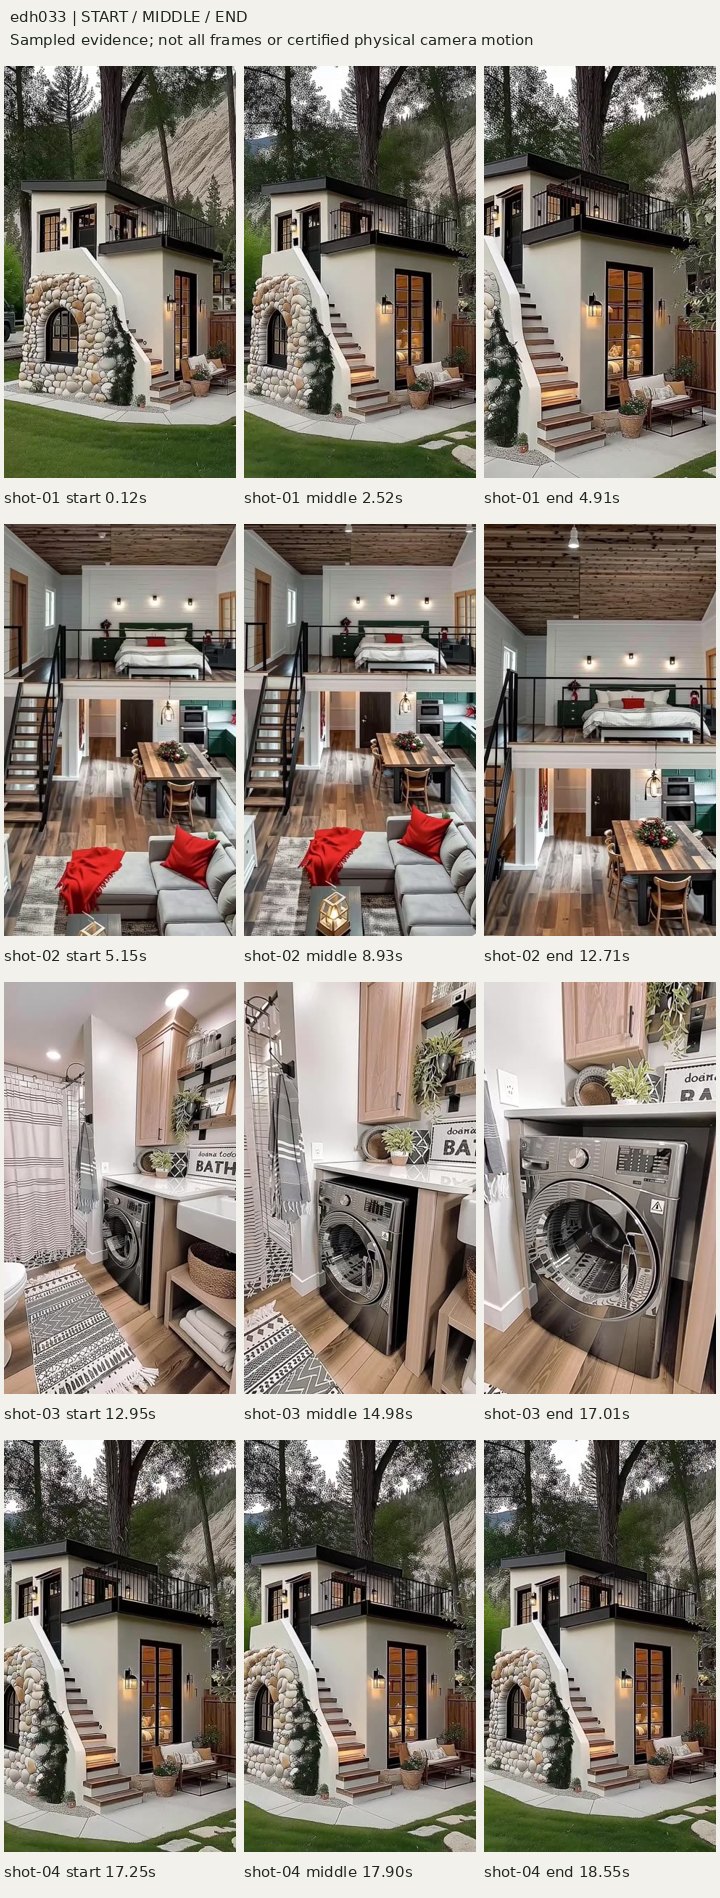 edh033 | START / MIDDLE / END
Sampled evidence; not all frames or certified physical camera motion
shot-01 start 0.12s
shot-01 middle 2.52s
shot-01 end 4.91s
shot-02 start 5.15s
shot-02 middle 8.93s
shot-02 end 12.71s
BATH
BA
BA
shot-03 start 12.95s
shot-03 middle 14.98s
shot-03 end 17.01s
shot-04 start 17.25s
shot-04 middle 17.90s
shot-04 end 18.55s